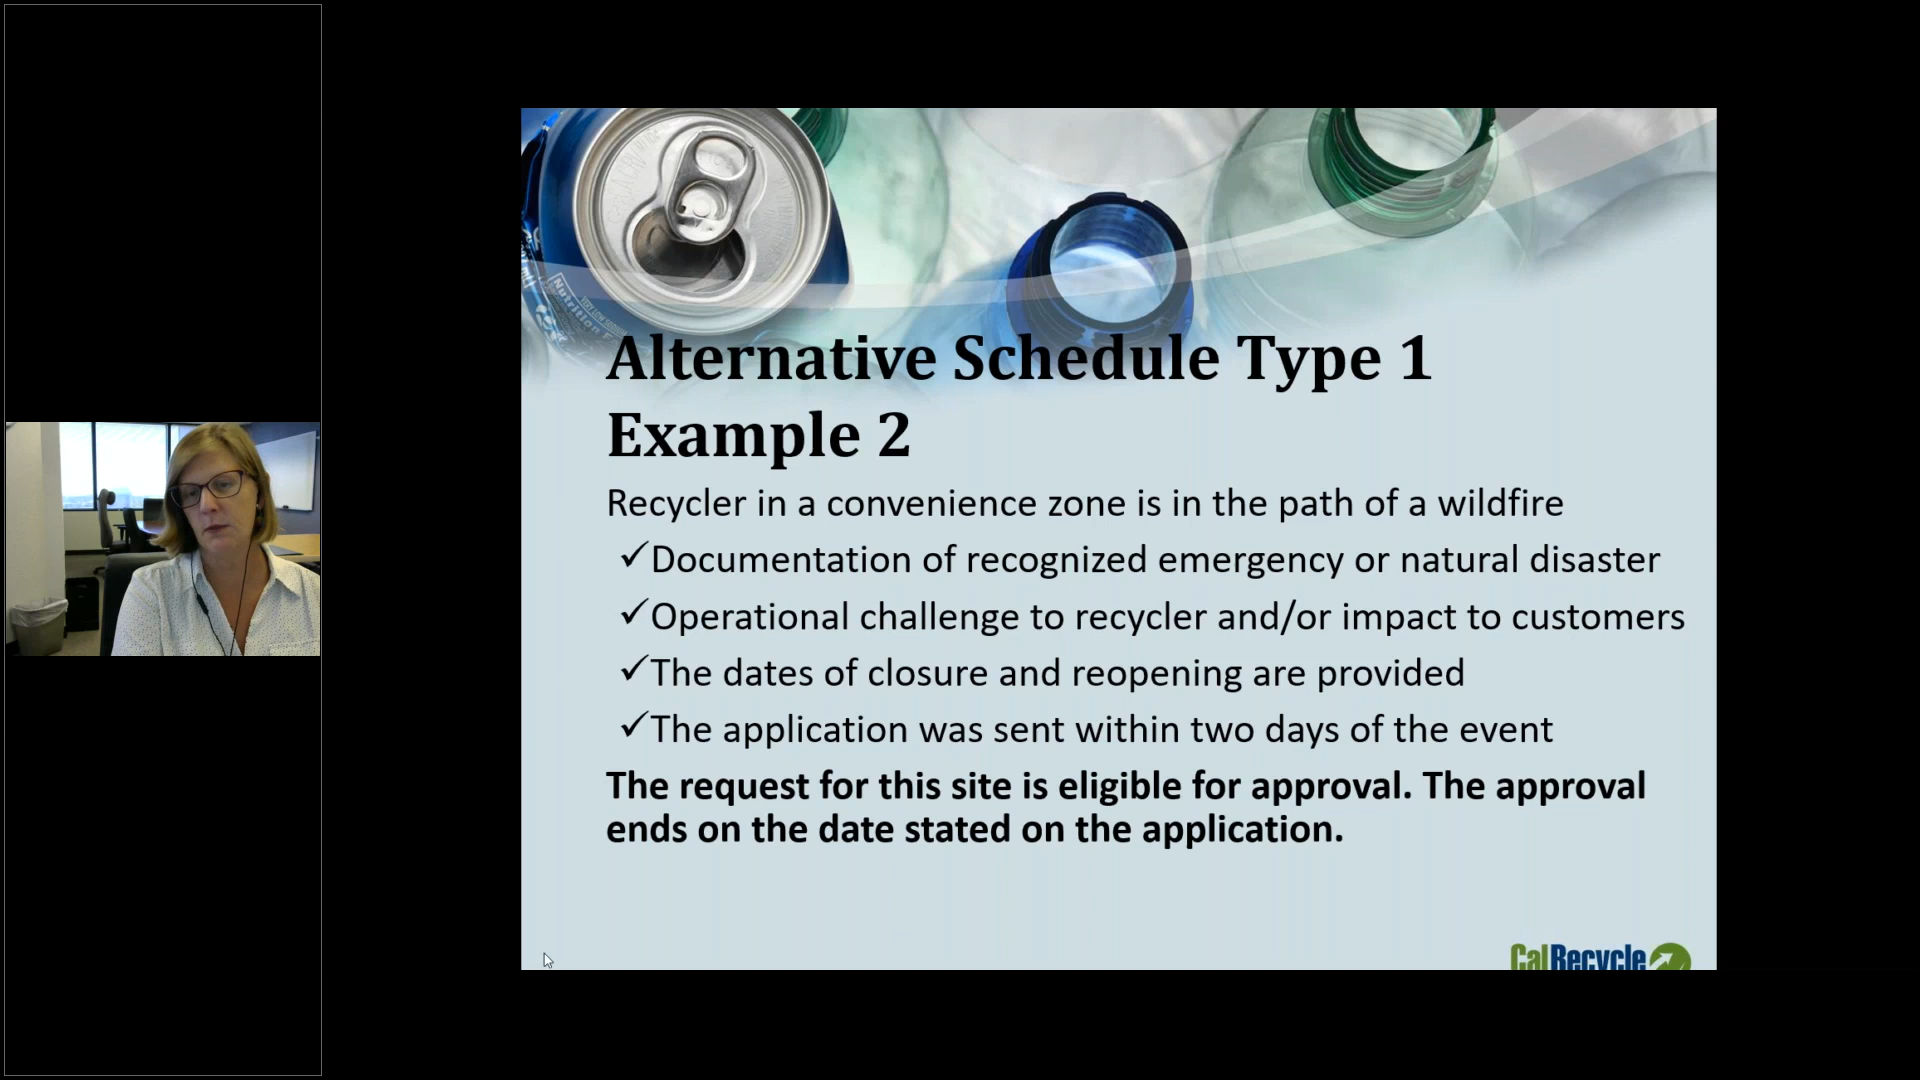 Alternative Schedule Type 1
Example 2
Recycler in a convenience zone is in the path of a wildfire
✓Documentation of recognized emergency or natural disaster
✓Operational challenge to recycler and/or impact to customers
✓The dates of closure and reopening are provided
✓The application was sent within two days of the event
The request for this site is eligible for approval. The approval
ends on the date stated on the application.
CalRecycle